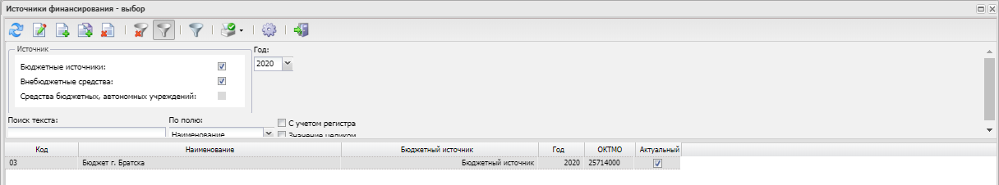 Источники финансирования - выбор
Источник
Год:
Бюджетные источники:
2020
Внебюджетные средства:
Средства бюджетных, автономных учреждений:
Поиск текста:
По полю:
С учетом регистра
Наименование
Значение целиком
Код Наименование Бюджетный источник Год ОКТМО Актуальный
03 Бюджет г. Братска Бюджетный источник 2020 25714000